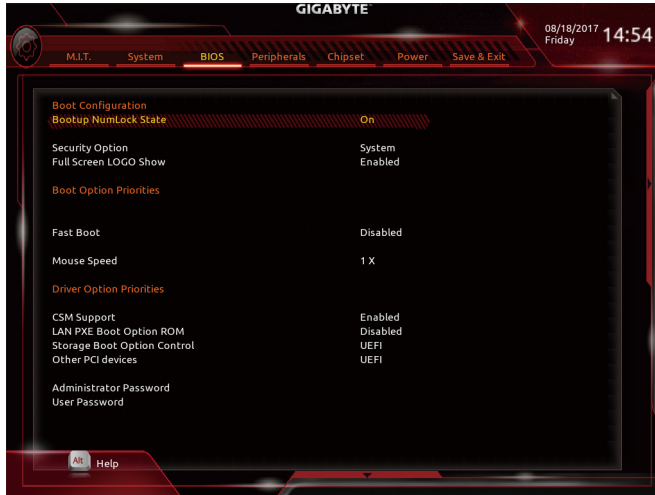 GIGABYTE™
08/18/2017
Friday
14:54
M.I.T. System BIOS Peripherals Chipset Power Save & Exit
Boot Configuration
Bootup NumLock State On
Security Option System
Full Screen LOGO Show Enabled
Boot Option Priorities
Fast Boot Disabled
Mouse Speed 1 X
Driver Option Priorities
CSM Support Enabled
LAN PXE Boot Option ROM Disabled
Storage Boot Option Control UEFI
Other PCI devices UEFI
Administrator Password
User Password
Alt Help